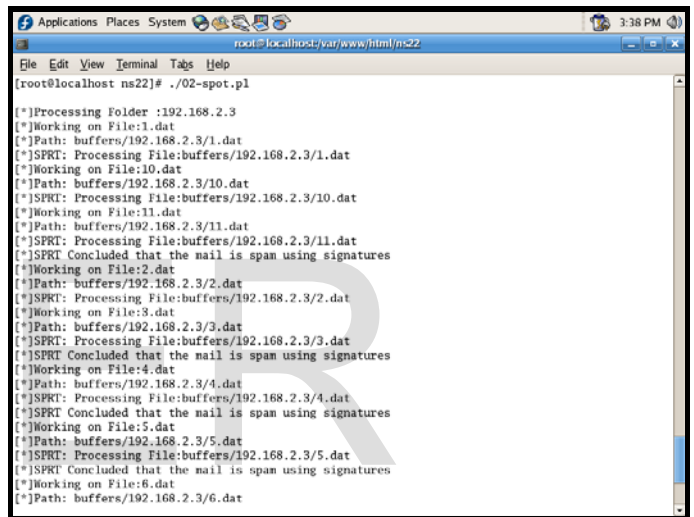 Applications Places System 3:38 PM
root@localhost:/var/www/html/ns22
File Edit View Terminal Tabs Help
[root@localhost ns22]# ./02-spot.pl
[*]Processing Folder :192.168.2.3
[*]Working on File:1.dat
[*]Path: buffers/192.168.2.3/1.dat
[*]SPRT: Processing File:buffers/192.168.2.3/1.dat
[*]Working on File:10.dat
[*]Path: buffers/192.168.2.3/10.dat
[*]SPRT: Processing File:buffers/192.168.2.3/10.dat
[*]Working on File:11.dat
[*]Path: buffers/192.168.2.3/11.dat
[*]SPRT: Processing File:buffers/192.168.2.3/11.dat
[*]SPRT Concluded that the mail is spam using signatures
[*]Working on File:2.dat
[*]Path: buffers/192.168.2.3/2.dat
[*]SPRT: Processing File:buffers/192.168.2.3/2.dat
[*]Working on File:3.dat
[*]Path: buffers/192.168.2.3/3.dat
[*]SPRT: Processing File:buffers/192.168.2.3/3.dat
[*]SPRT Concluded that the mail is spam using signatures
[*]Working on File:4.dat
[*]Path: buffers/192.168.2.3/4.dat
[*]SPRT: Processing File:buffers/192.168.2.3/4.dat
[*]SPRT Concluded that the mail is spam using signatures
[*]Working on File:5.dat
[*]Path: buffers/192.168.2.3/5.dat
[*]SPRT: Processing File:buffers/192.168.2.3/5.dat
[*]SPRT Concluded that the mail is spam using signatures
[*]Working on File:6.dat
[*]Path: buffers/192.168.2.3/6.dat